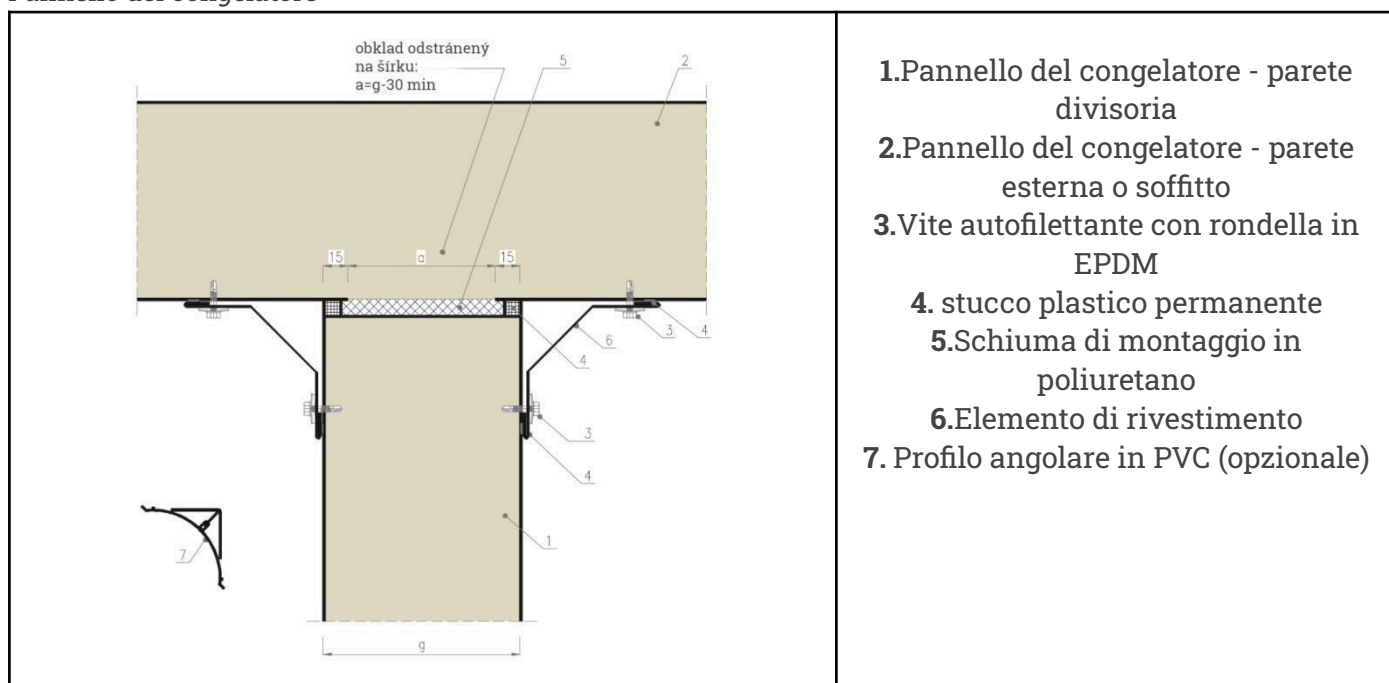 obklad odstránený
na šírku:
a=g-30 min
5
2
15
a
15
3
4
6
4
3
4
1
7
g
1.Pannello del congelatore - parete
divisoria
2.Pannello del congelatore - parete
esterna o soffitto
3.Vite autofilettante con rondella in
EPDM
4. stucco plastico permanente
5.Schiuma di montaggio in
poliuretano
6.Elemento di rivestimento
7. Profilo angolare in PVC (opzionale)